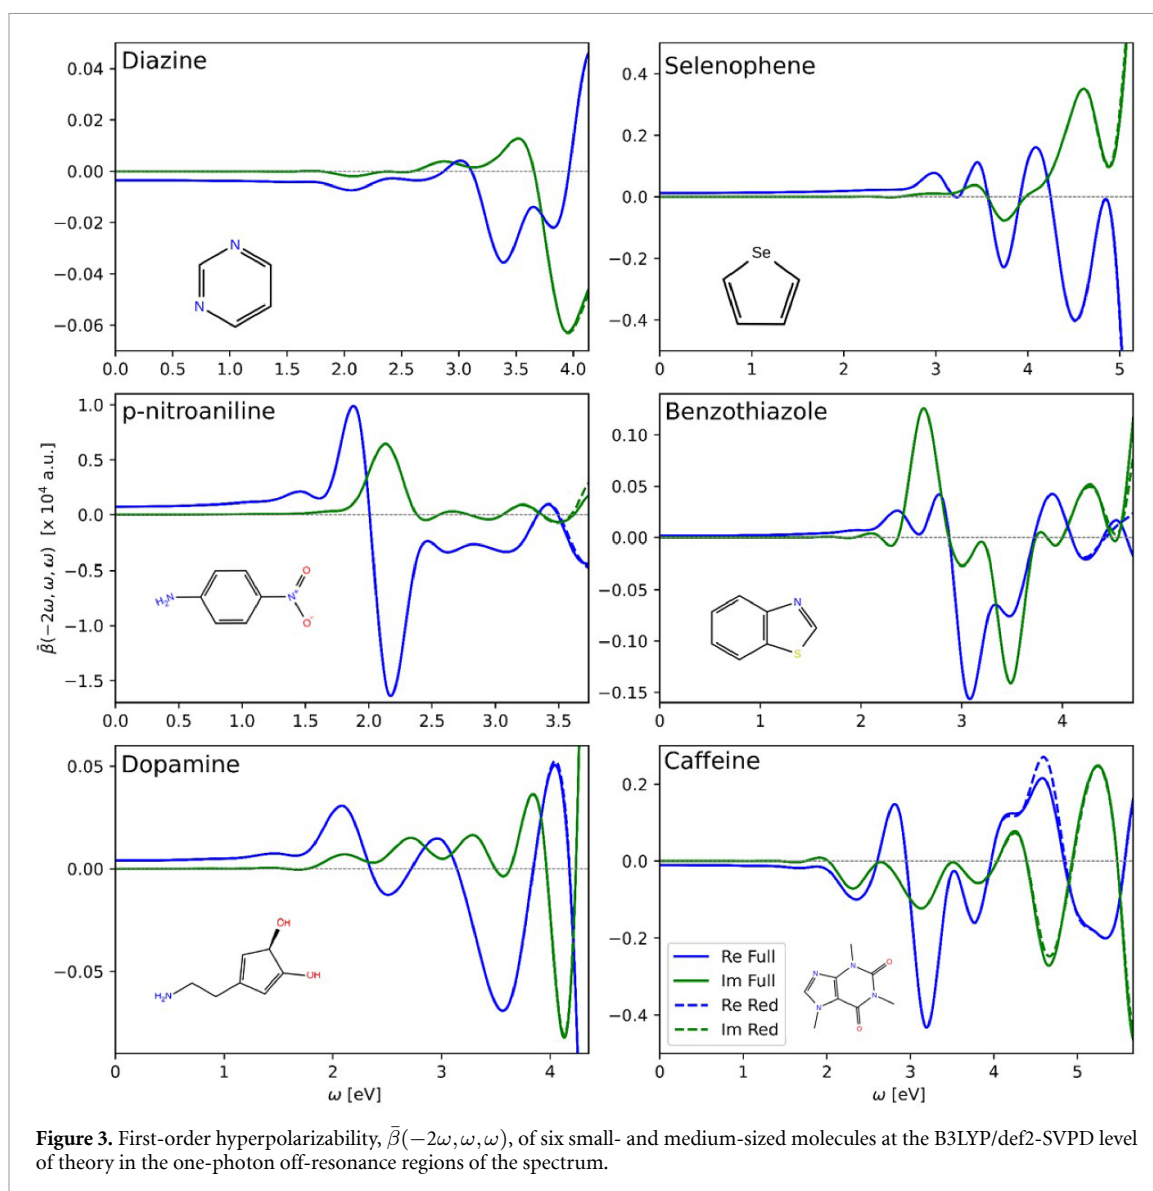 Diazine
0.04
0.02
0.00
−0.02
−0.04
−0.06
N
N
0.0 0.5 1.0 1.5 2.0 2.5 3.0 3.5 4.0
Selenophene
0.4
0.2
0.0
−0.2
−0.4
Se
0 1 2 3 4 5
p-nitroaniline
1.0
0.5
0.0
−0.5
−1.0
−1.5
H₂N
N⁺
O
O⁻
0.0 0.5 1.0 1.5 2.0 2.5 3.0 3.5
β̄(−2ω, ω, ω) [x 10⁴ a.u.]
Benzothiazole
0.10
0.05
0.00
−0.05
−0.10
−0.15
N
S
0 1 2 3 4
Dopamine
0.05
0.00
−0.05
OH
OH
H₂N
0 1 2 3 4
ω [eV]
Caffeine
0.2
0.0
−0.2
−0.4
Re Full
Im Full
Re Red
Im Red
N
N
N
N
O
O
0 1 2 3 4 5
ω [eV]
Figure 3. First-order hyperpolarizability, β̄(−2ω,ω,ω), of six small- and medium-sized molecules at the B3LYP/def2-SVPD level
of theory in the one-photon off-resonance regions of the spectrum.